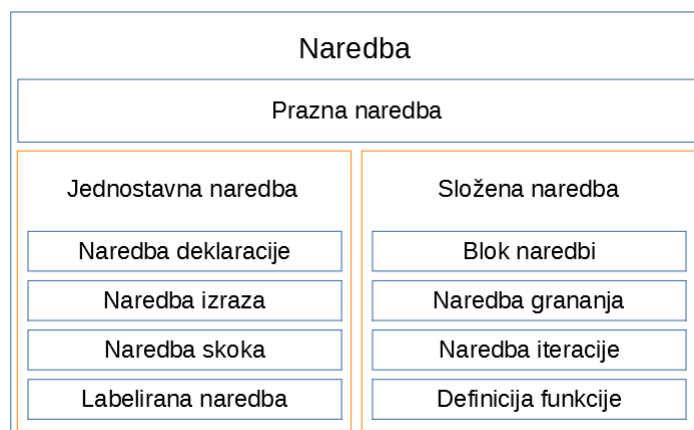 Naredba
Prazna naredba
Jednostavna naredba
Naredba deklaracije
Naredba izraza
Naredba skoka
Labelirana naredba
Složena naredba
Blok naredbi
Naredba grananja
Naredba iteracije
Definicija funkcije